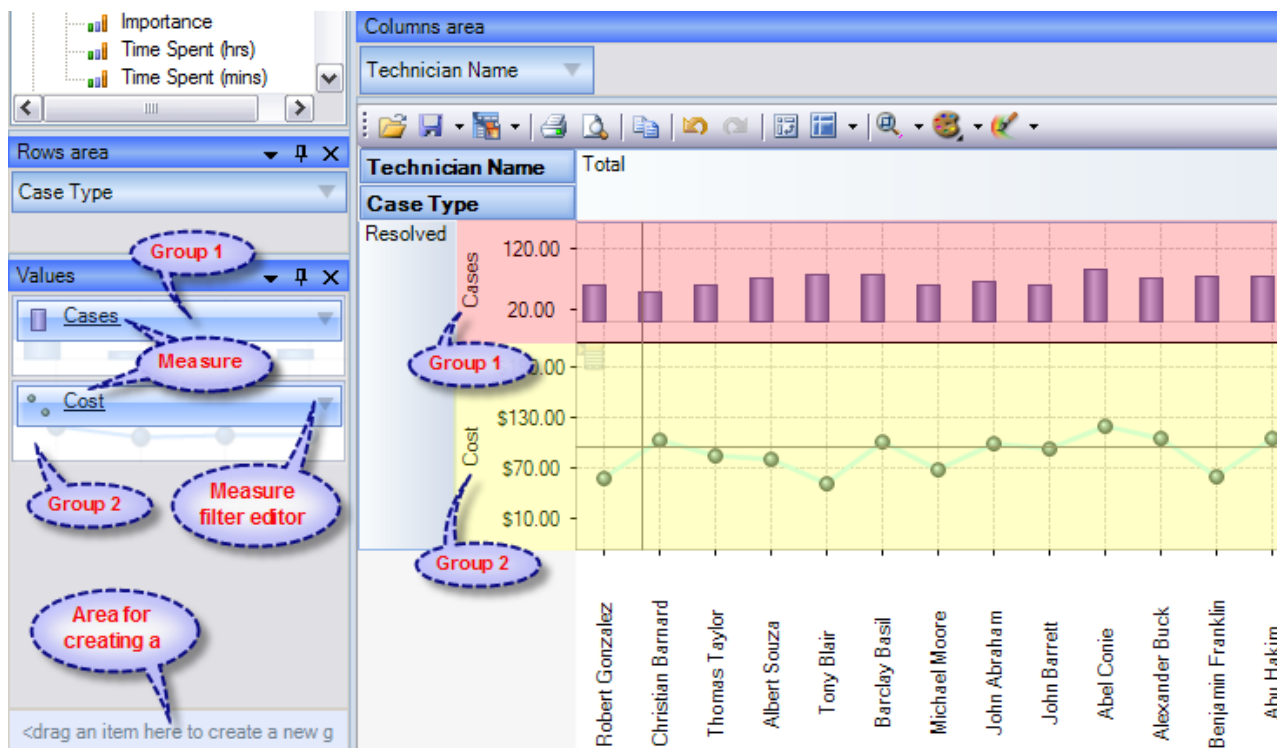 Importance
Time Spent (hrs)
Time Spent (mins)
Rows area
Case Type
Values
Group 1
Cases
Measure
Cost
Group 2
Measure
filter editor
Area for
creating a
<drag an item here to create a new g
Columns area
Technician Name
Technician Name
Total
Case Type
Resolved
Cases
120.00
20.00
Group 1
Cost
$130.00
$70.00
$10.00
Group 2
Robert Gonzalez
Christian Barnard
Thomas Taylor
Albert Souza
Tony Blair
Barclay Basil
Michael Moore
John Abraham
John Barrett
Abel Conie
Alexander Buck
Benjamin Franklin
Abu Hakim